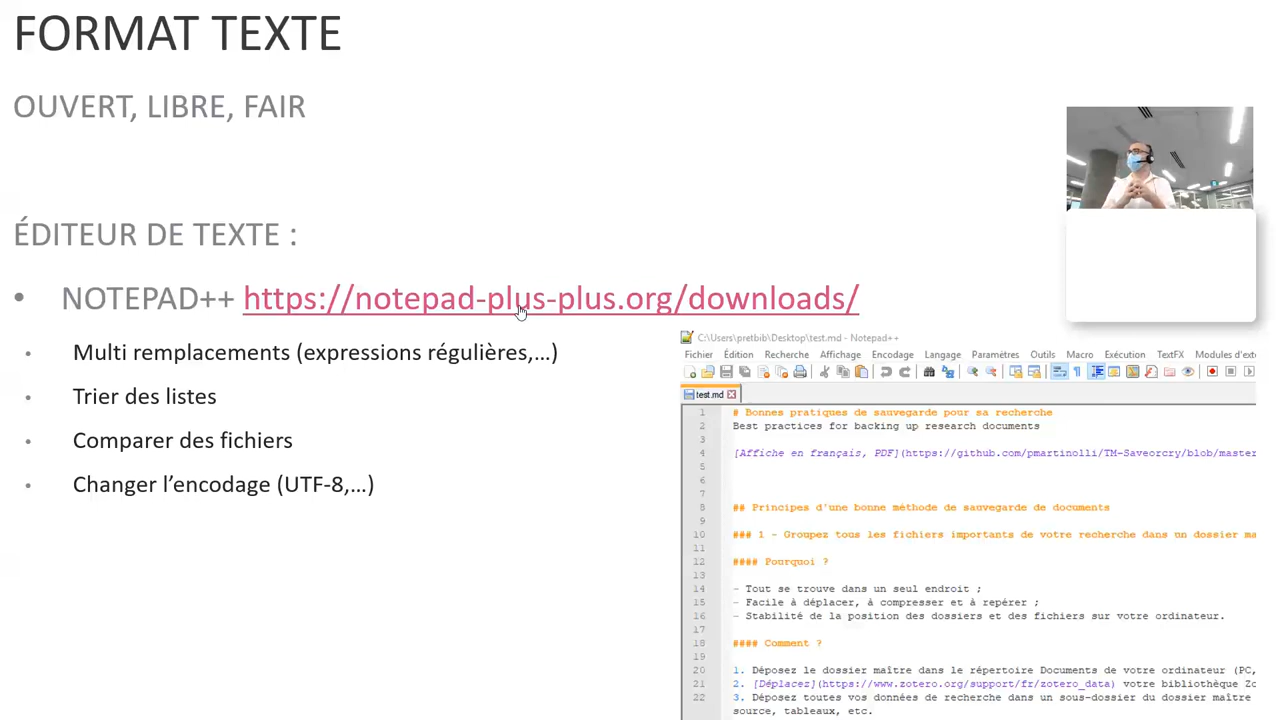 FORMAT TEXTE
OUVERT, LIBRE, FAIR
ÉDITEUR DE TEXTE :
• NOTEPAD++ https://notepad-plus-plus.org/downloads/
• Multi remplacements (expressions régulières,…)
• Trier des listes
• Comparer des fichiers
• Changer l’encodage (UTF-8,…)
C:\Users\pretbib\Desktop\test.md - Notepad++
Fichier Édition Recherche Affichage Encodage Langage Paramètres Outils Macro Exécution TextFX Modules d'exte
test.md
1 # Bonnes pratiques de sauvegarde pour sa recherche
2 Best practices for backing up research documents
3
4 [Affiche en français, PDF](https://github.com/pmartinolli/TM-Saveorcry/blob/master
5
6
7
8 ## Principes d'une bonne méthode de sauvegarde de documents
9
10 ### 1 - Groupez tous les fichiers importants de votre recherche dans un dossier ma
11
12 #### Pourquoi ?
13
14 - Tout se trouve dans un seul endroit ;
15 - Facile à déplacer, à compresser et à repérer ;
16 - Stabilité de la position des dossiers et des fichiers sur votre ordinateur.
17
18 #### Comment ?
19
20 1. Déposez le dossier maître dans le répertoire Documents de votre ordinateur (PC,
21 2. [Déplacez](https://www.zotero.org/support/fr/zotero_data) votre bibliothèque Zo
22 3. Déposez toutes vos données de recherche dans un sous-dossier du dossier maître
source, tableaux, etc.